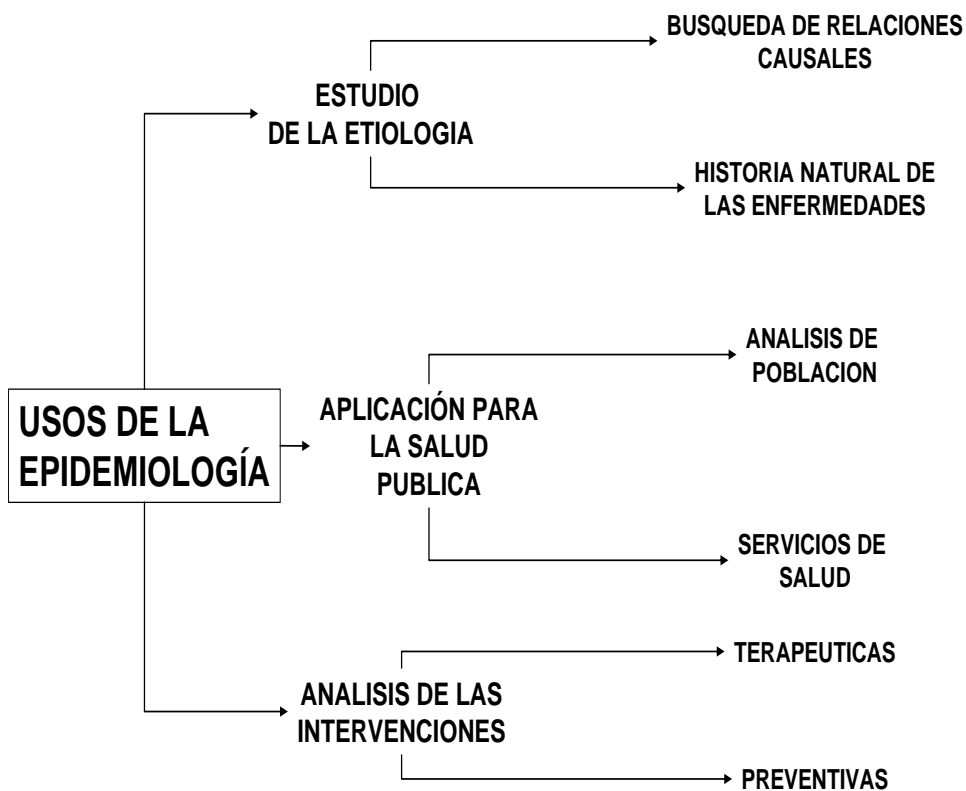 BUSQUEDA DE RELACIONES
CAUSALES
ESTUDIO
DE LA ETIOLOGIA
HISTORIA NATURAL DE
LAS ENFERMEDADES
ANALISIS DE
POBLACION
USOS DE LA
EPIDEMIOLOGÍA
APLICACIÓN PARA
LA SALUD
PUBLICA
SERVICIOS DE
SALUD
TERAPEUTICAS
ANALISIS DE LAS
INTERVENCIONES
PREVENTIVAS